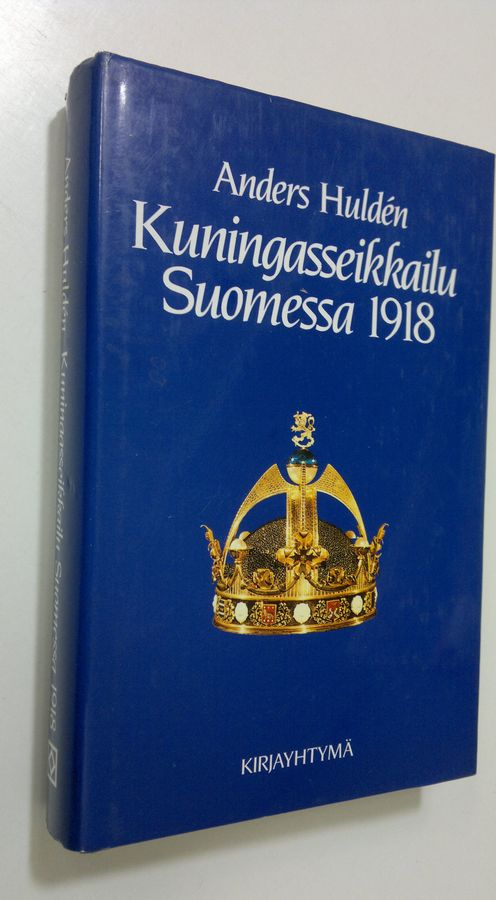 Anders Huldén
Kuningasseikkailu
Suomessa 1918
KIRJAYHTYMÄ
Anders Huldén Kuningasseikkailu Suomessa 1918